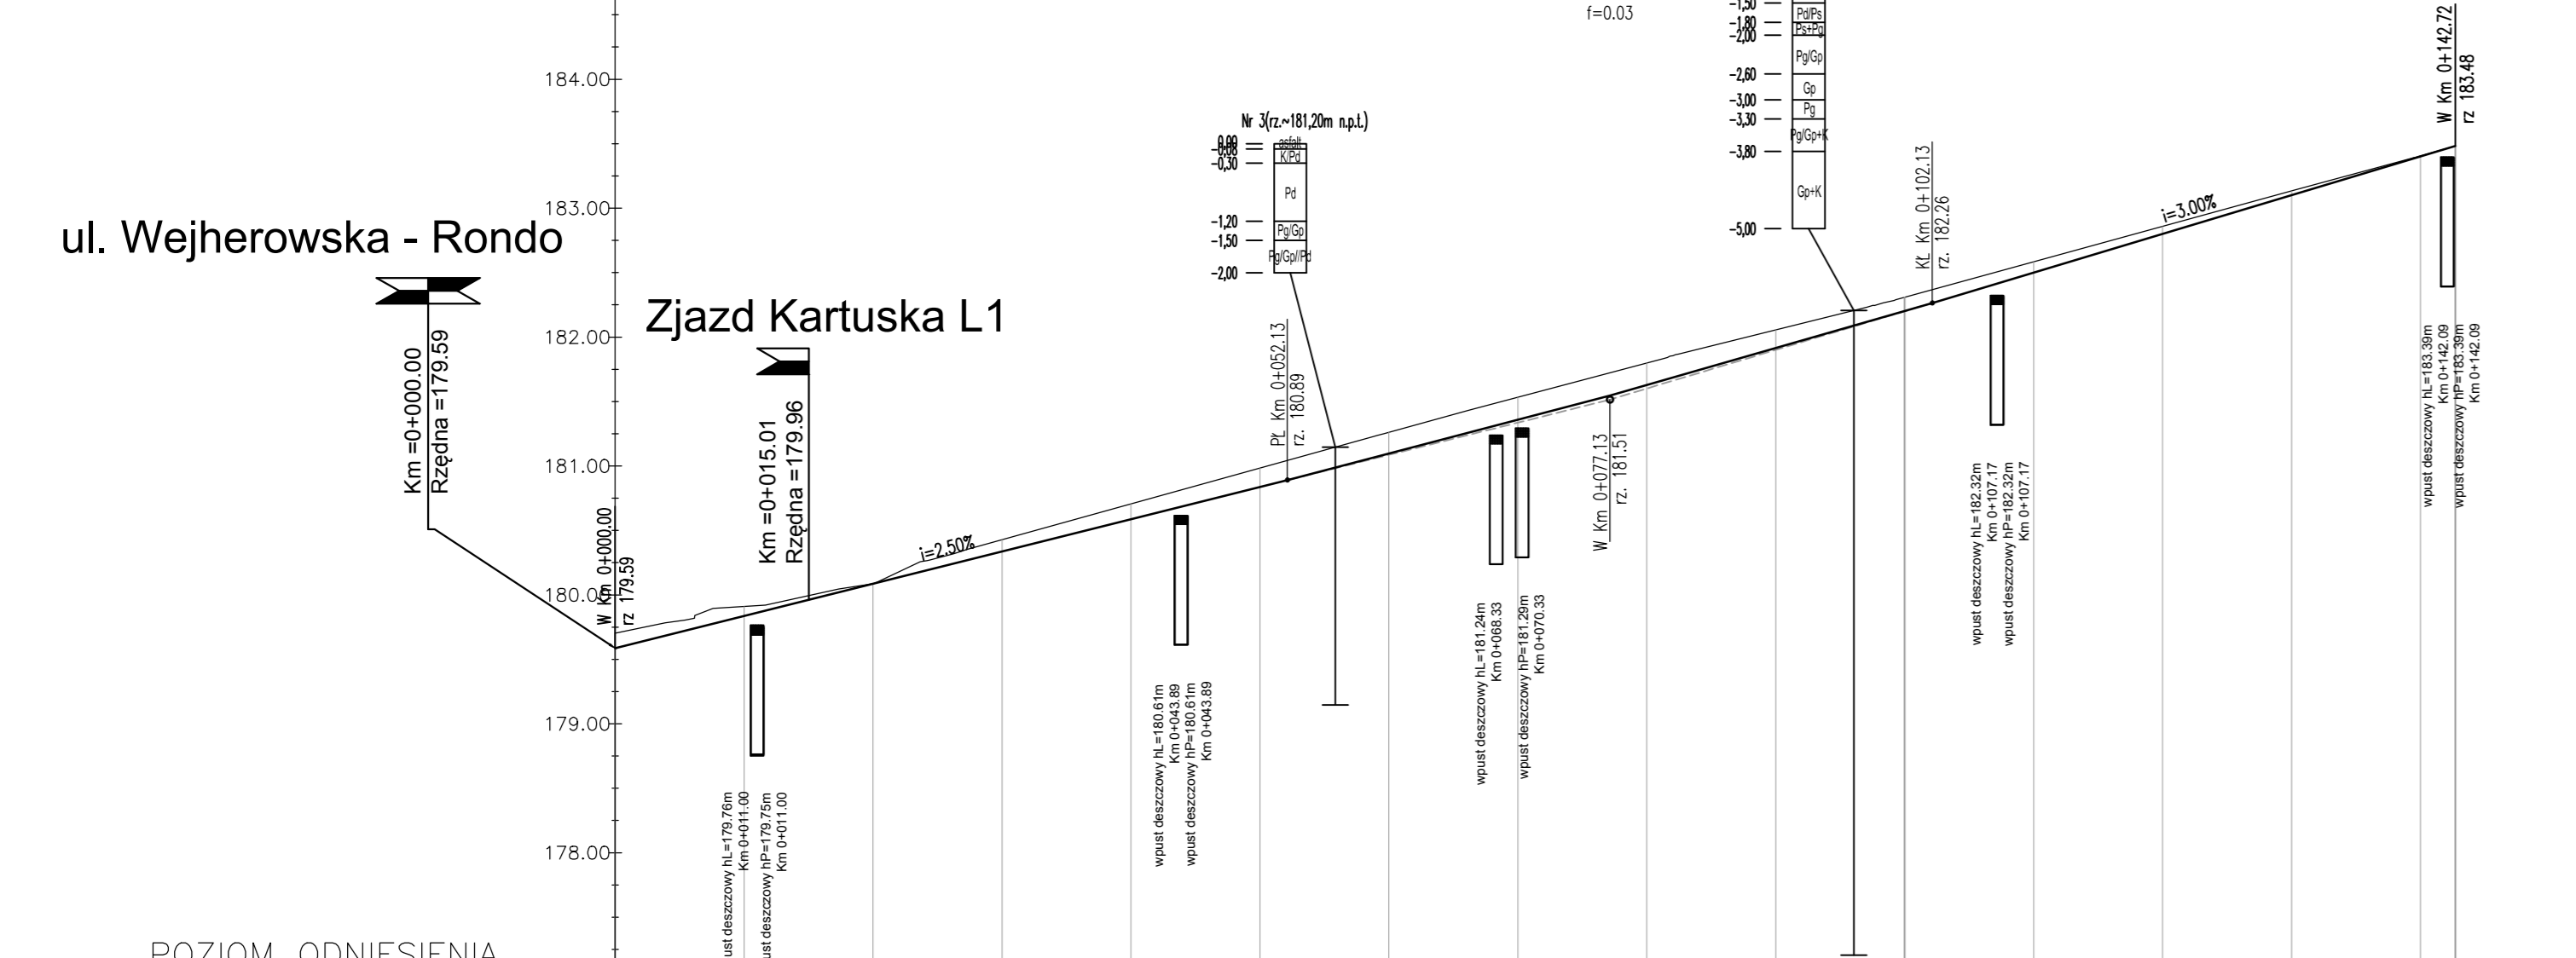 f=0.03
-1,50
Pd/Ps
-1,80
Ps+Pg
-2,00
Pg/Gp
-2,60
Gp
-3,00
Pg
-3,30
Pg/Gp+K
-3,80
Gp+K
-5,00
W Km 0+142.72
rz 183.48
184.00
183.00
182.00
181.00
180.00
179.00
178.00
Nr 3(rz.~181,20m n.p.t.)
0,00
asfalt
-0,08
K/Pd
-0,30
Pd
-1,20
Pg/Gp
-1,50
Pg/Gp//Pd
-2,00
ul. Wejherowska - Rondo
Km =0+000.00
Rzędna =179.59
Zjazd Kartuska L1
Km =0+015.01
Rzędna =179.96
W Km 0+000.00
rz 179.59
i=2.50%
PŁ Km 0+052.13
rz. 180.89
W Km 0+077.13
rz. 181.51
KŁ Km 0+102.13
rz. 182.26
i=3.00%
ust deszczowy hL=179.76m
Km 0+011.00
ust deszczowy hP=179.75m
Km 0+011.00
wpust deszczowy hL=180.61m
Km 0+043.89
wpust deszczowy hP=180.61m
Km 0+043.89
wpust deszczowy hL=181.24m
Km 0+068.33
wpust deszczowy hP=181.29m
Km 0+070.33
wpust deszczowy hL=182.32m
Km 0+107.17
wpust deszczowy hP=182.32m
Km 0+107.17
wpust deszczowy hL=183.39m
Km 0+142.09
wpust deszczowy hP=183.39m
Km 0+142.09
POZIOM ODNIESIENIA